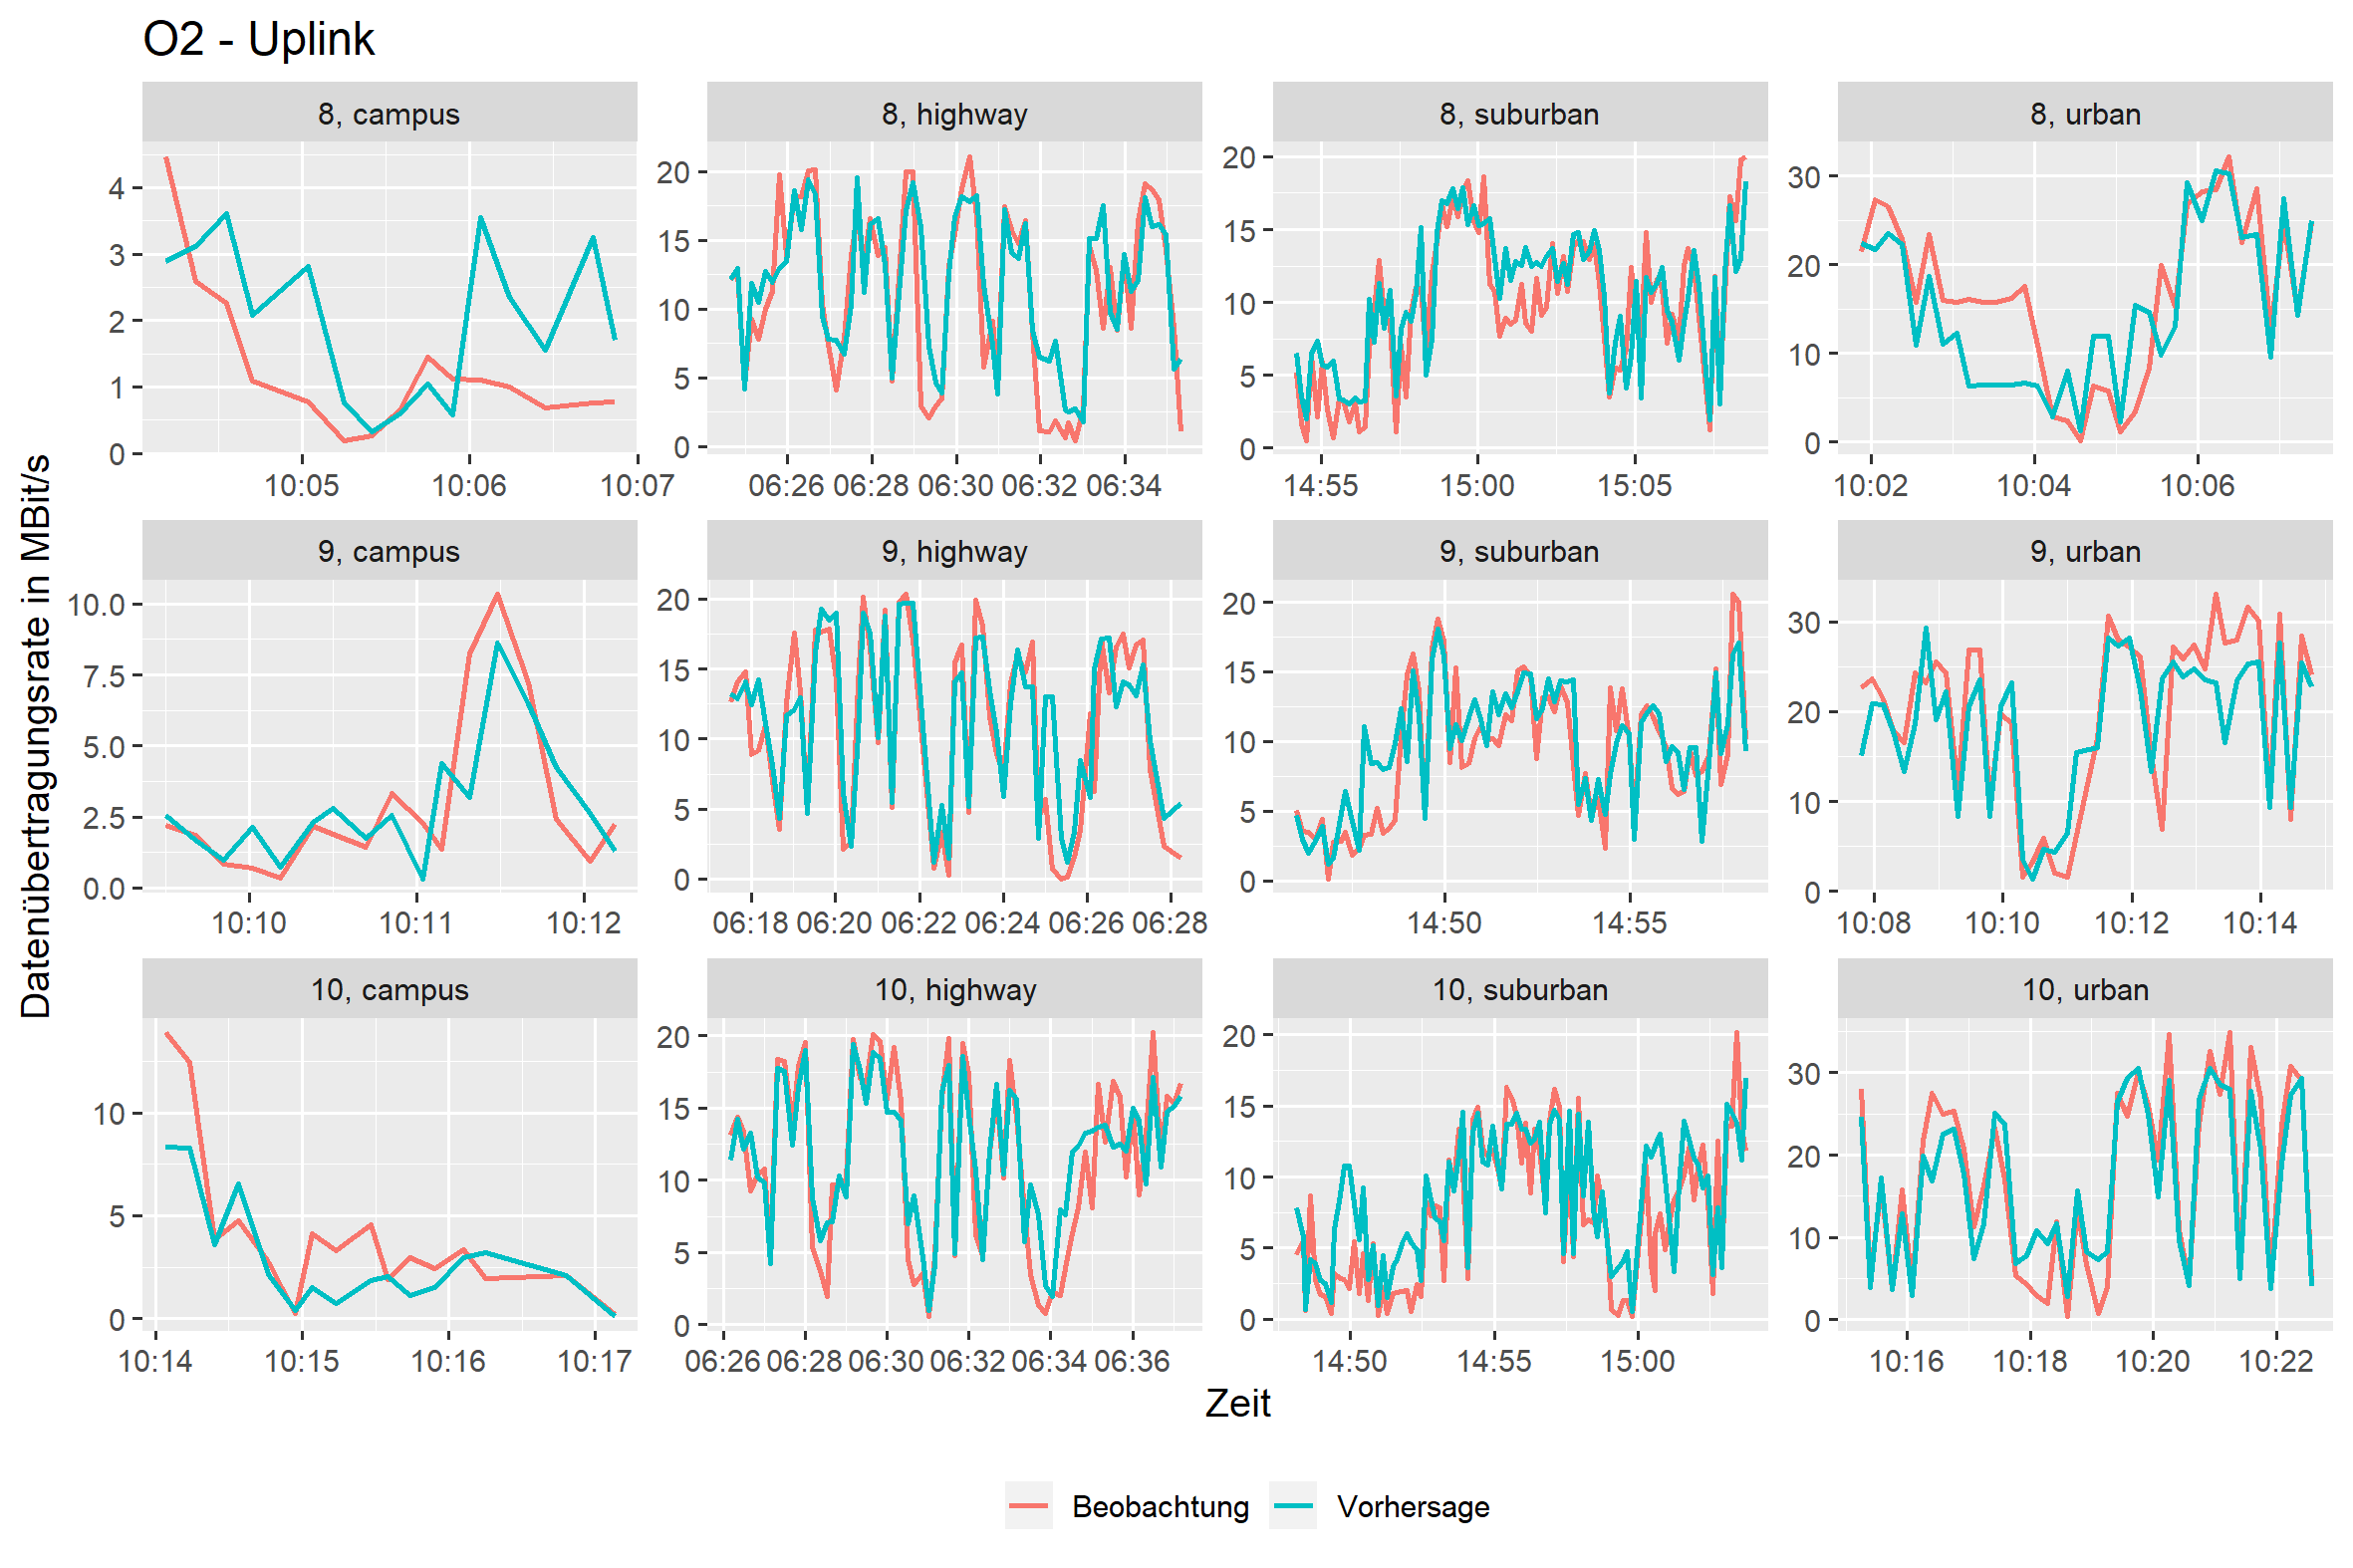 O2 - Uplink
8, campus
8, highway
8, suburban
8, urban
4
3
2
1
0
20
15
10
5
0
20
15
10
5
0
30
20
10
0
10:05 10:06 10:07
06:26 06:28 06:30 06:32 06:34
14:55 15:00 15:05
10:02 10:04 10:06
9, campus
9, highway
9, suburban
9, urban
10.0
7.5
5.0
2.5
0.0
20
15
10
5
0
20
15
10
5
0
30
20
10
0
10:10 10:11 10:12
06:18 06:20 06:22 06:24 06:26 06:28
14:50 14:55
10:08 10:10 10:12 10:14
10, campus
10, highway
10, suburban
10, urban
10
5
0
20
15
10
5
0
20
15
10
5
0
30
20
10
0
10:14 10:15 10:16 10:17
06:26 06:28 06:30 06:32 06:34 06:36
14:50 14:55 15:00
10:16 10:18 10:20 10:22
Datenübertragungsrate in MBit/s
Zeit
Beobachtung Vorhersage